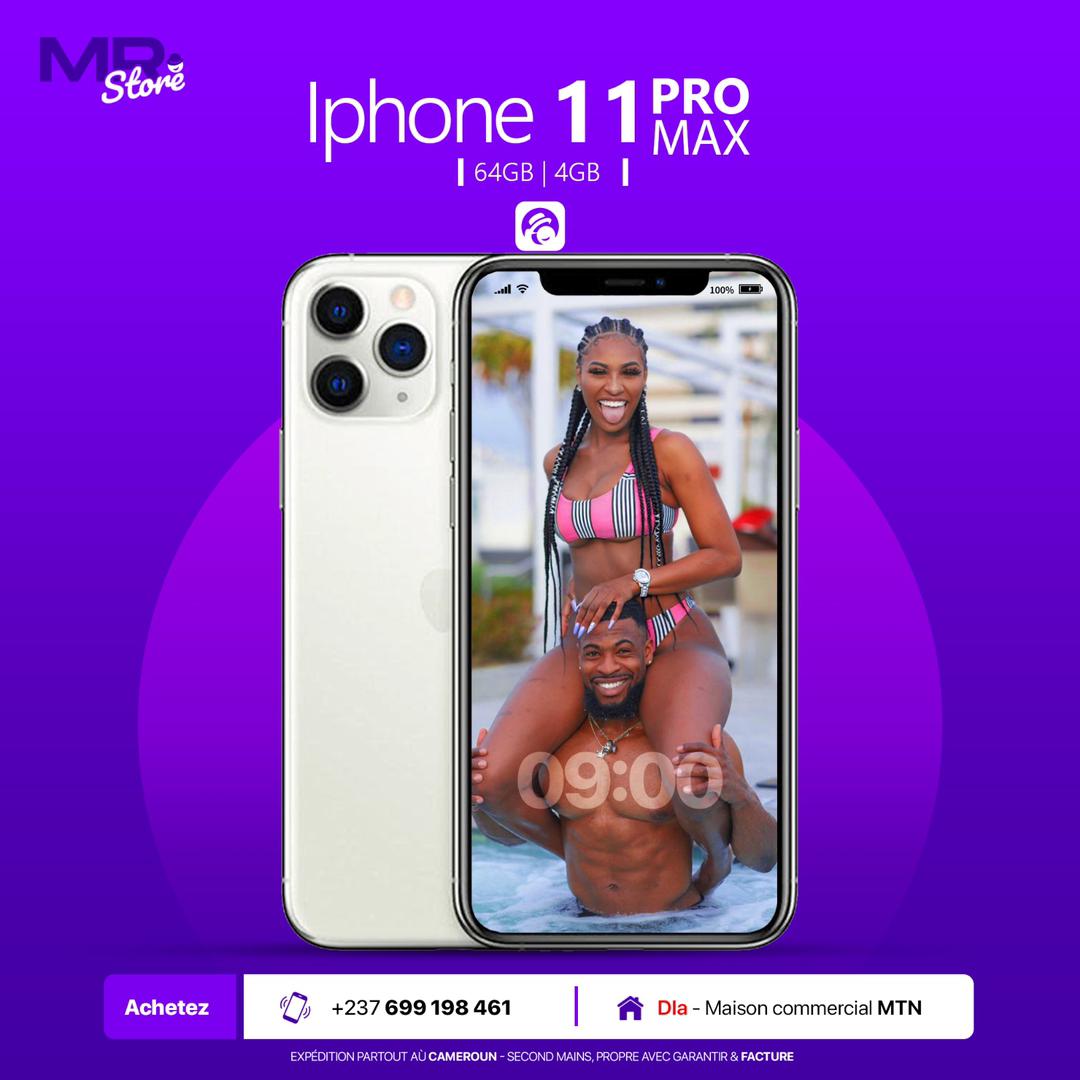 MR.
Store
Iphone 11 PRO
MAX
64GB | 4GB
100%
09:00
Achetez
+237 699 198 461
Dla - Maison commercial MTN
EXPÉDITION PARTOUT AÙ CAMEROUN - SECOND MAINS, PROPRE AVEC GARANTIR & FACTURE